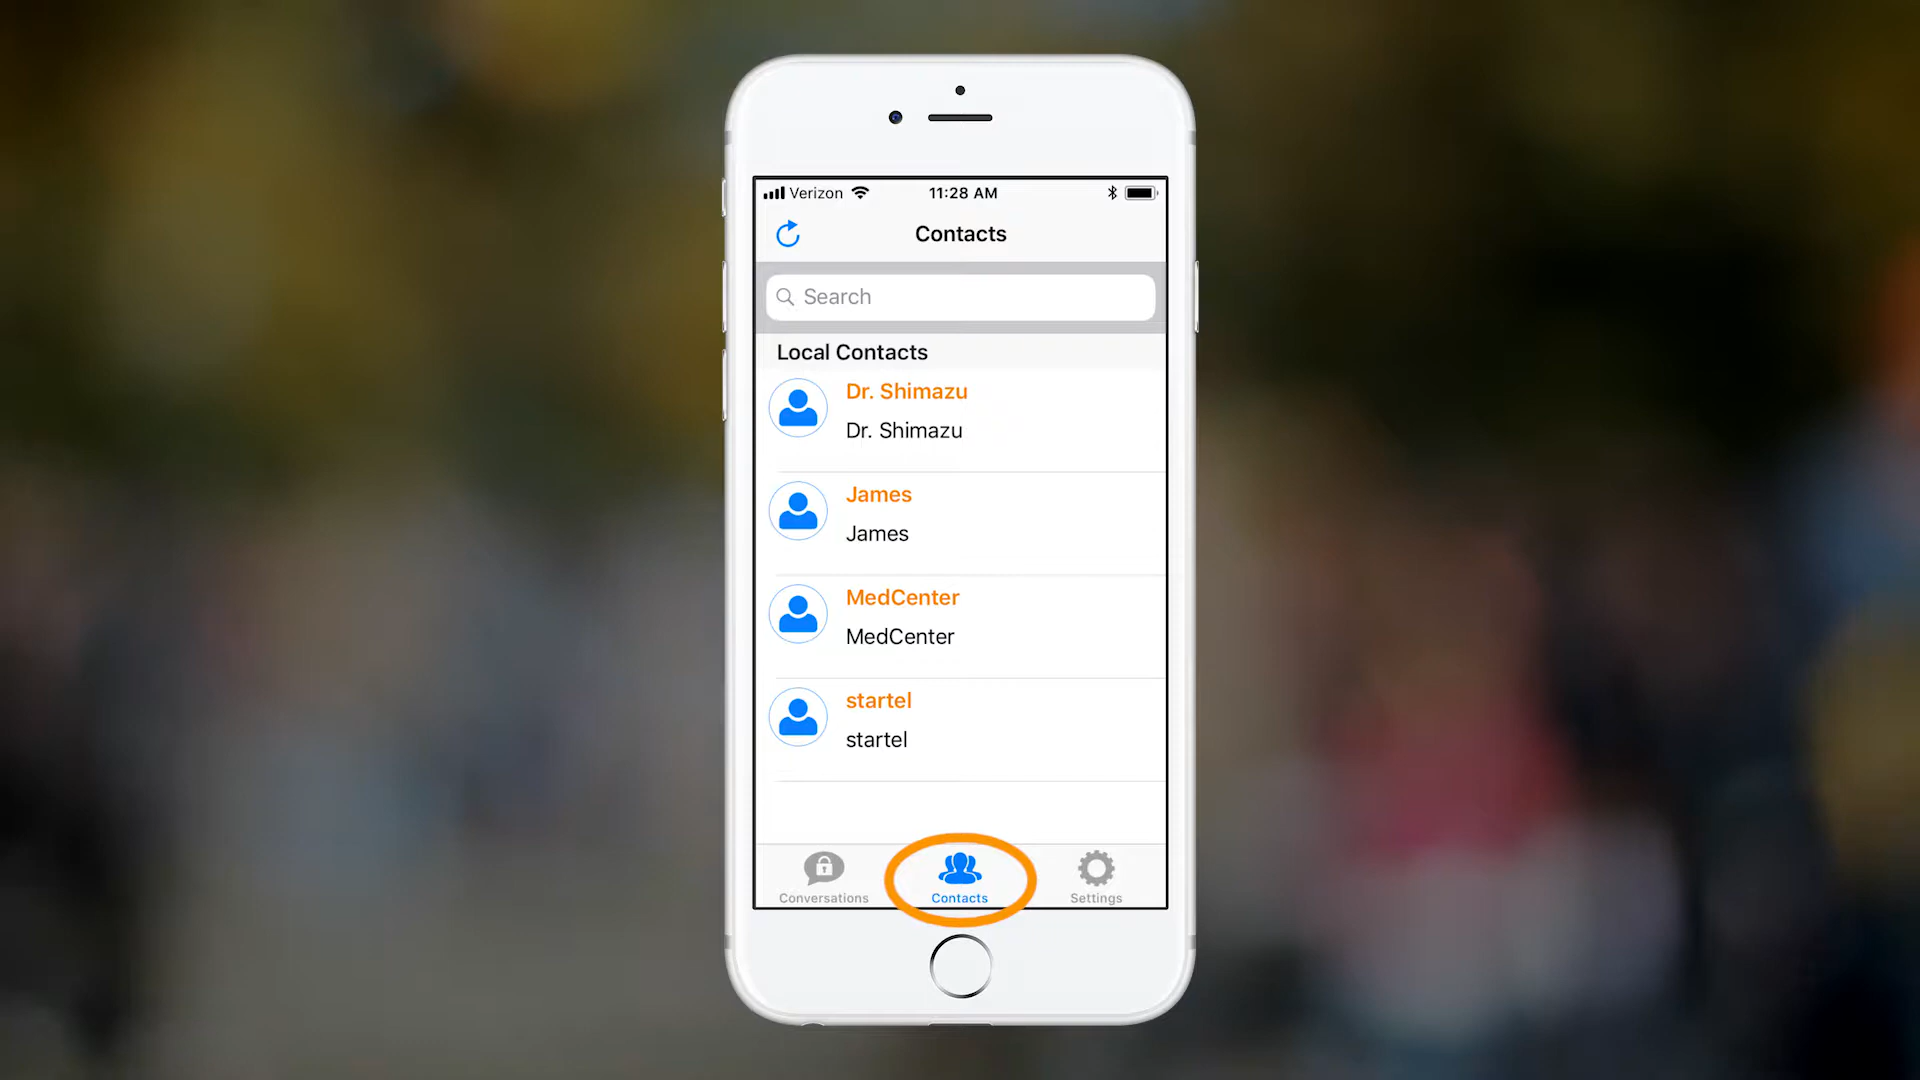 Verizon 11:28 AM
Contacts
Search
Local Contacts
Dr. Shimazu
Dr. Shimazu
James
James
MedCenter
MedCenter
startel
startel
Conversations Contacts Settings